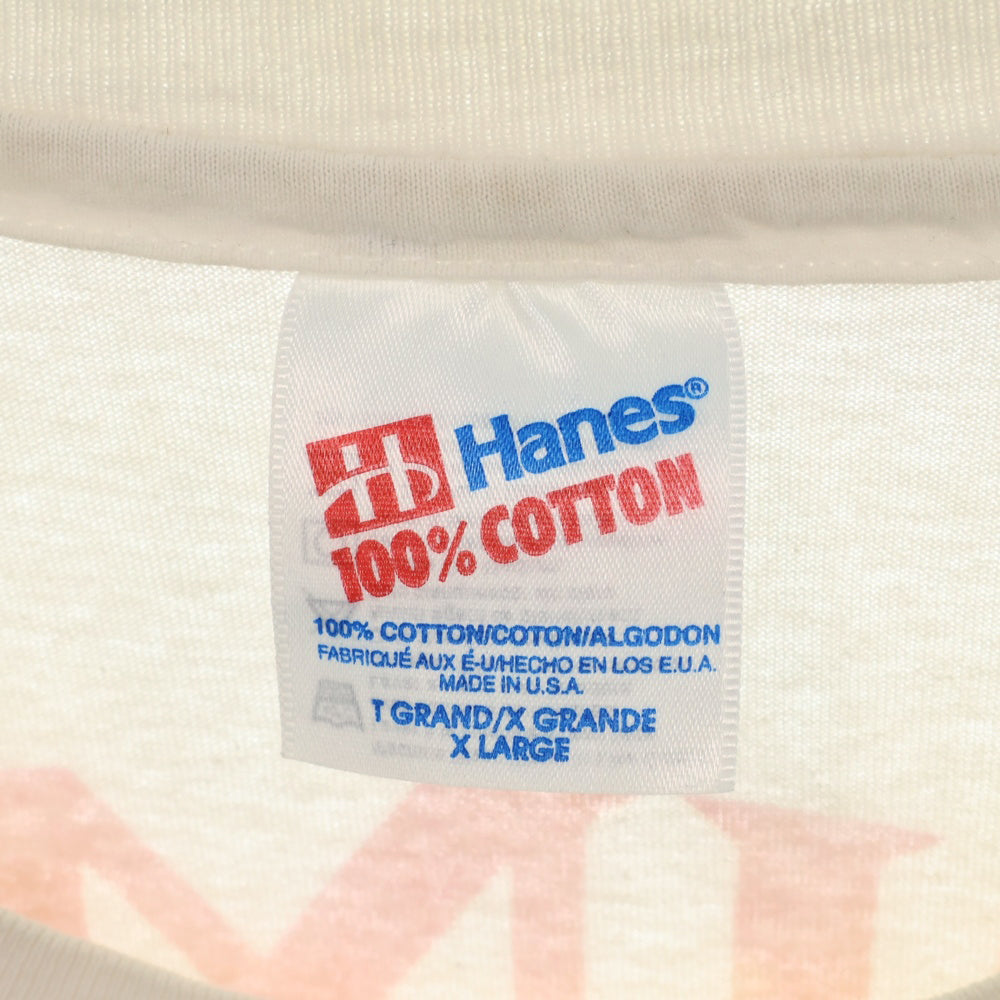 Hanes®
100% COTTON
100% COTTON/COTON/ALGODON
FABRIQUÉ AUX É-U/HECHO EN LOS E.U.A.
MADE IN U.S.A.
T GRAND/X GRANDE
X LARGE